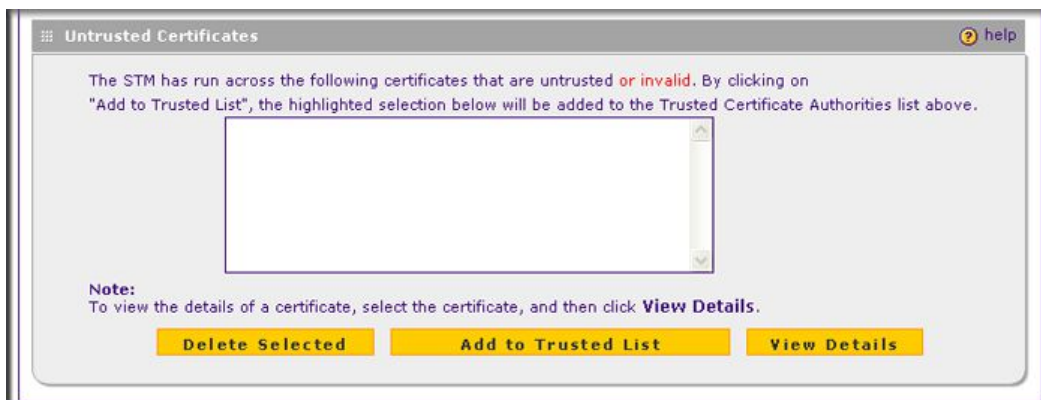 Untrusted Certificates
help
The STM has run across the following certificates that are untrusted or invalid. By clicking on
"Add to Trusted List", the highlighted selection below will be added to the Trusted Certificate Authorities list above.
Note:
To view the details of a certificate, select the certificate, and then click View Details.
Delete Selected
Add to Trusted List
View Details